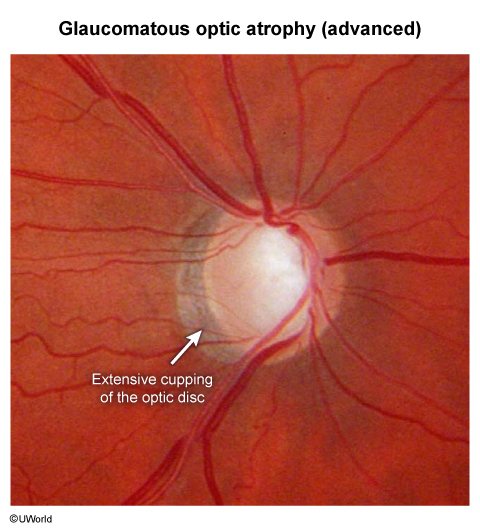 Glaucomatous optic atrophy (advanced)
Extensive cupping
of the optic disc
©UWorld